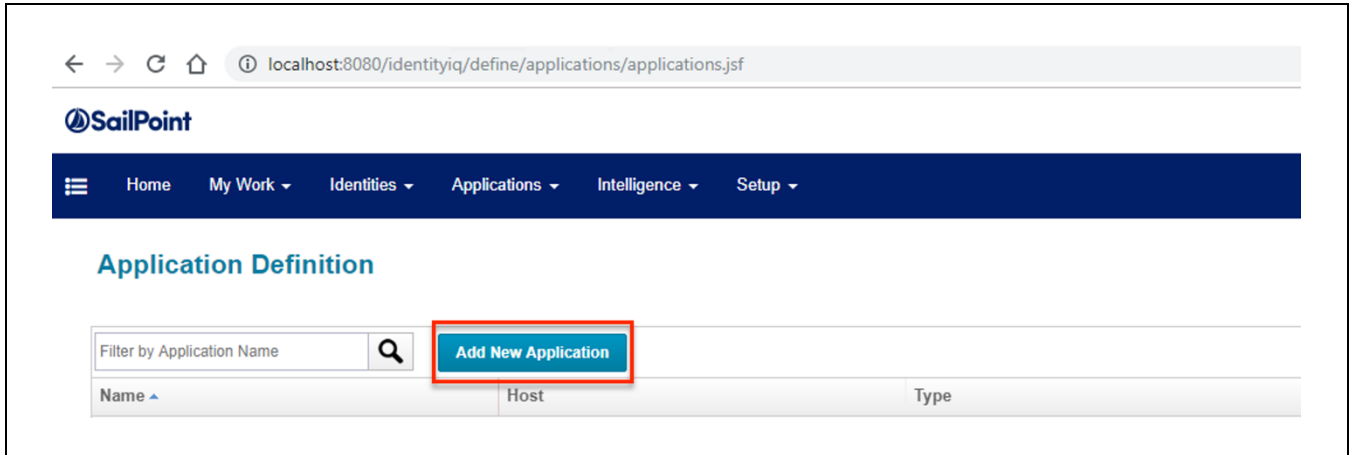 localhost:8080/identityiq/define/applications/applications.jsf
SailPoint
Home My Work Identities Applications Intelligence Setup
Application Definition
Filter by Application Name Add New Application
Name Host Type